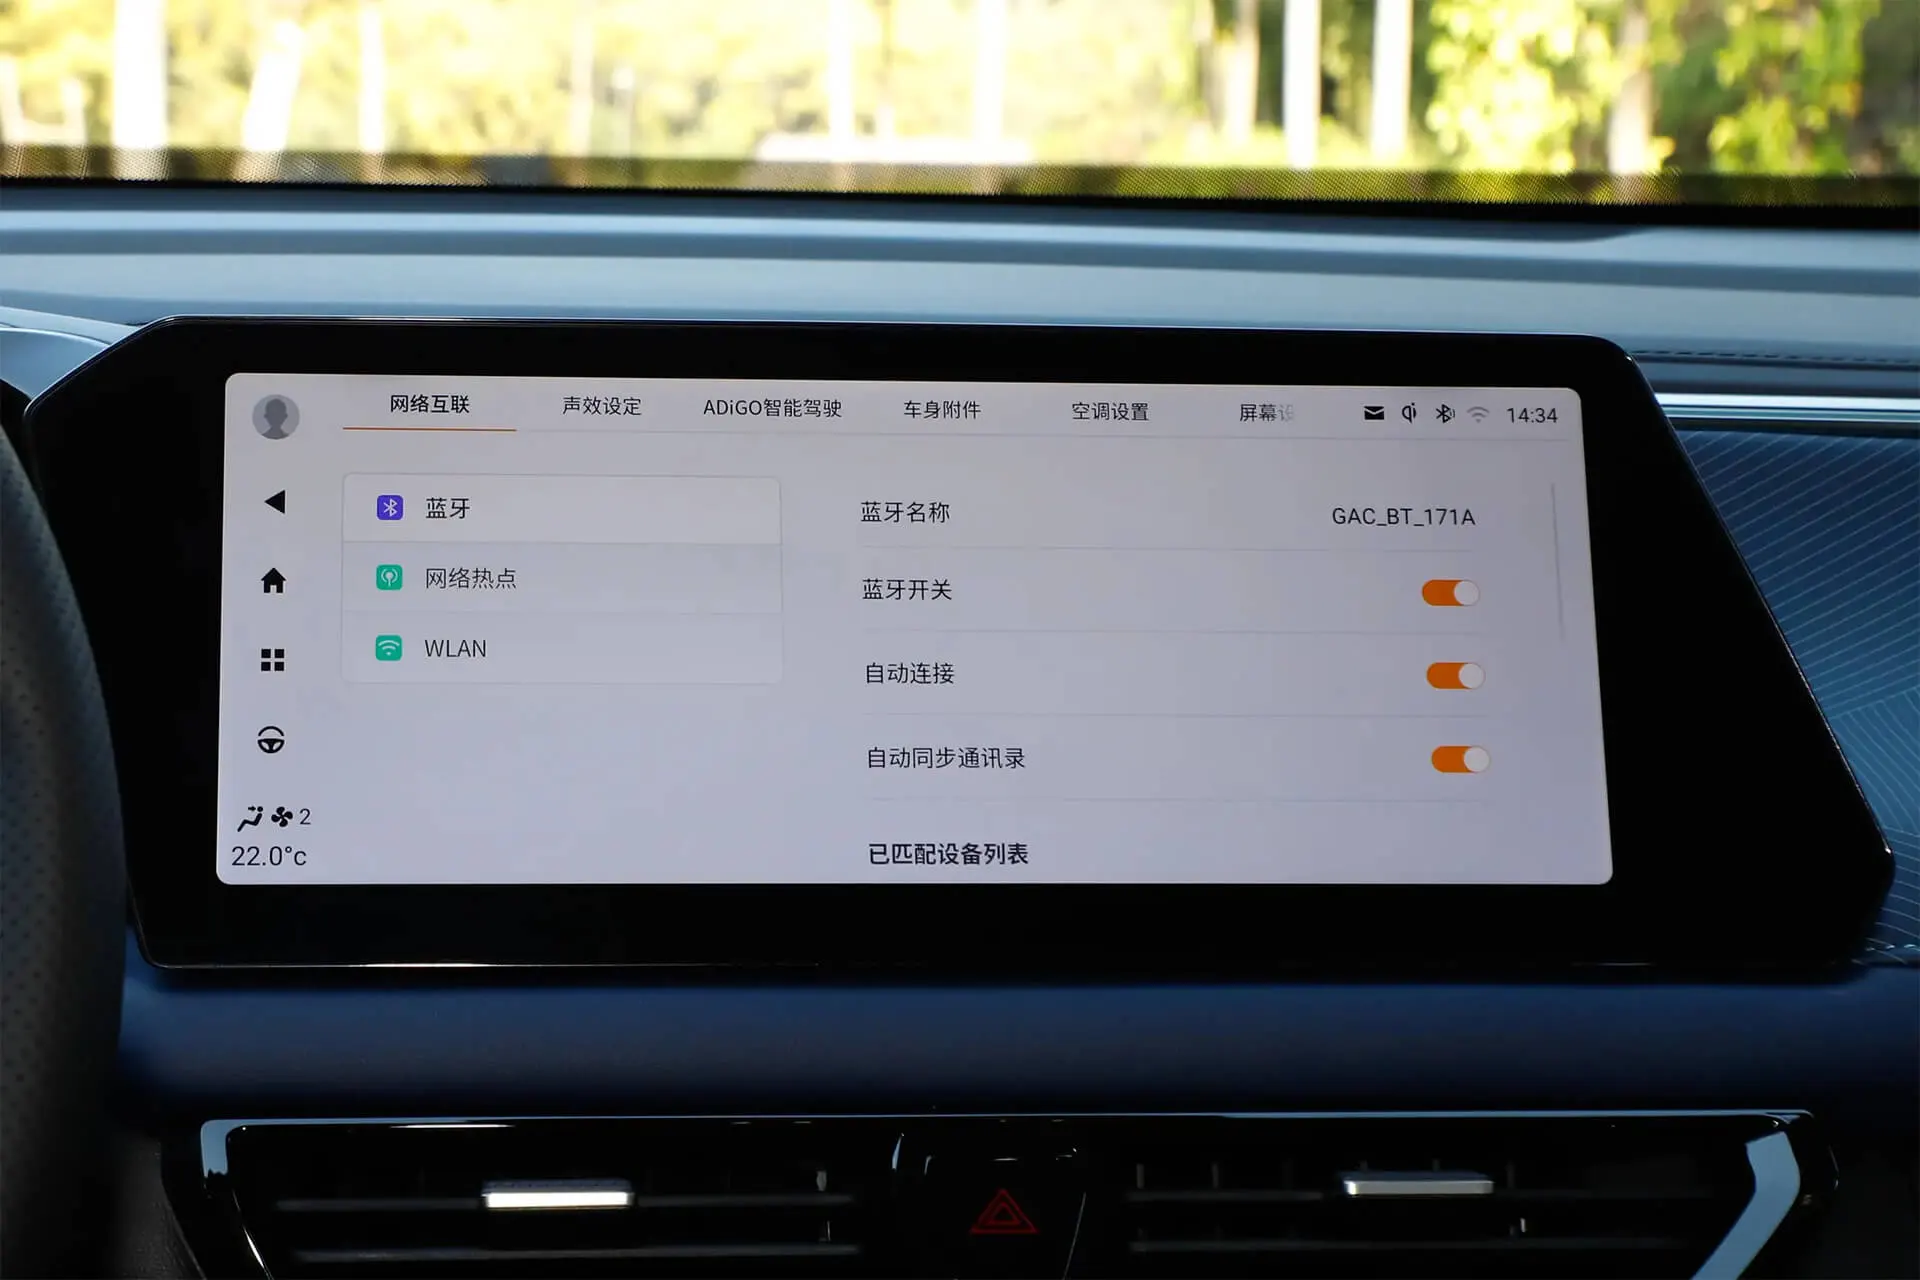 网络互联
声效设定
ADiGO智能驾驶
车身附件
空调设置
屏幕设
14:34
蓝牙
网络热点
WLAN
蓝牙名称
GAC_BT_171A
蓝牙开关
自动连接
自动同步通讯录
已匹配设备列表
2
22.0°c